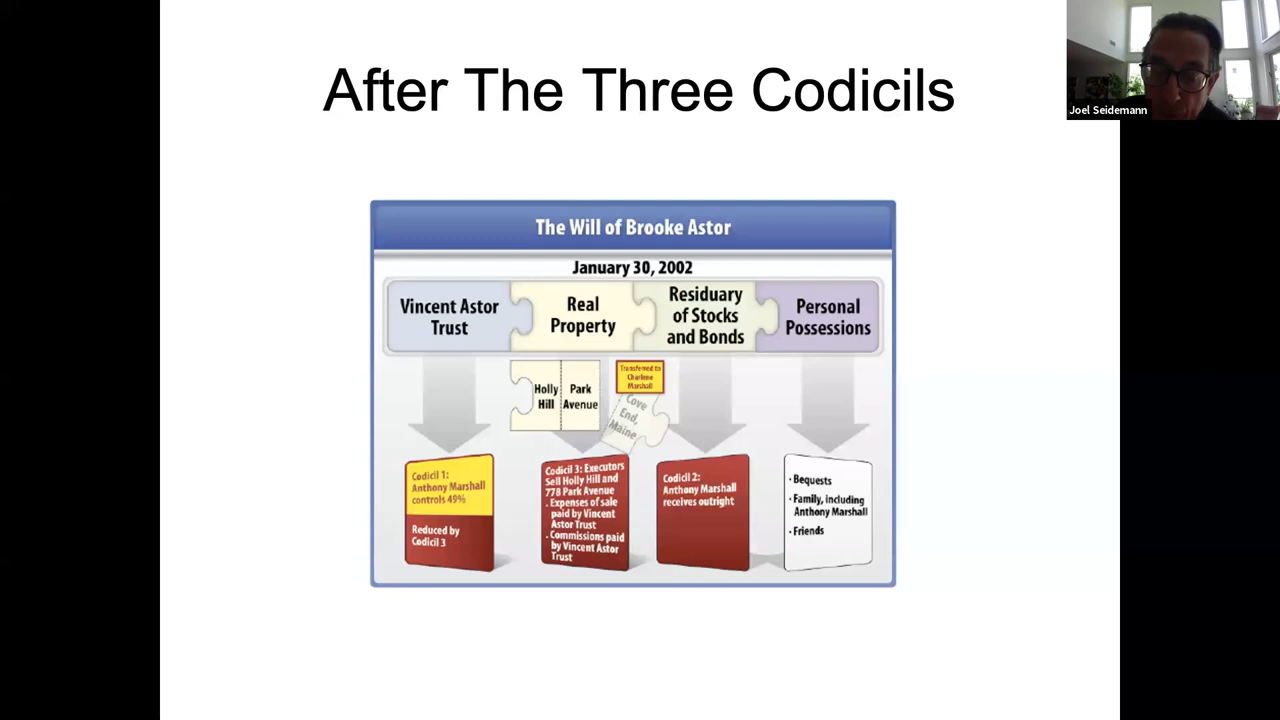 After The Three Codicils
Joel Seidemann
The Will of Brooke Astor
January 30, 2002
Vincent Astor
Trust
Real
Property
Residuary
of Stocks
and Bonds
Personal
Possessions
Holly
Hill
Park
Avenue
Transferred to
Charlene
Marshall
Cove
End,
Maine
Codicil 1:
Anthony Marshall
controls 49%
Reduced by
Codicil 3
Codicil 3: Executors
Sell Holly Hill and
778 Park Avenue
. Expenses of sale
paid by Vincent
Astor Trust
. Commissions paid
by Vincent Astor
Trust
Codicil 2:
Anthony Marshall
receives outright
· Bequests
· Family, including
Anthony Marshall
· Friends